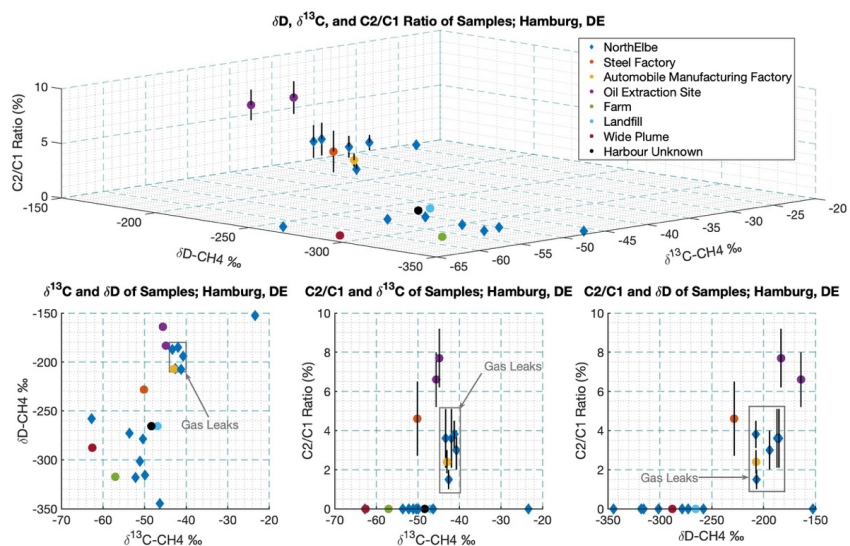 δD, δ¹³C, and C2/C1 Ratio of Samples; Hamburg, DE
NorthElbe
Steel Factory
Automobile Manufacturing Factory
Oil Extraction Site
Farm
Landfill
Wide Plume
Harbour Unknown
C2/C1 Ratio (%)
10
5
0
-150
-200
-250
-300
-350
δD-CH4 ‰
-65
-60
-55
-50
-45
-40
-35
-30
-25
-20
δ¹³C-CH4 ‰
δ¹³C and δD of Samples; Hamburg, DE
δD-CH4 ‰
-150
-200
-250
-300
-350
Gas Leaks
-70 -60 -50 -40 -30 -20
δ¹³C-CH4 ‰
C2/C1 and δ¹³C of Samples; Hamburg, DE
C2/C1 Ratio (%)
10
8
6
4
2
0
Gas Leaks
-70 -60 -50 -40 -30 -20
δ¹³C-CH4 ‰
C2/C1 and δD of Samples; Hamburg, DE
C2/C1 Ratio (%)
10
8
6
4
2
0
Gas Leaks
-350 -300 -250 -200 -150
δD-CH4 ‰